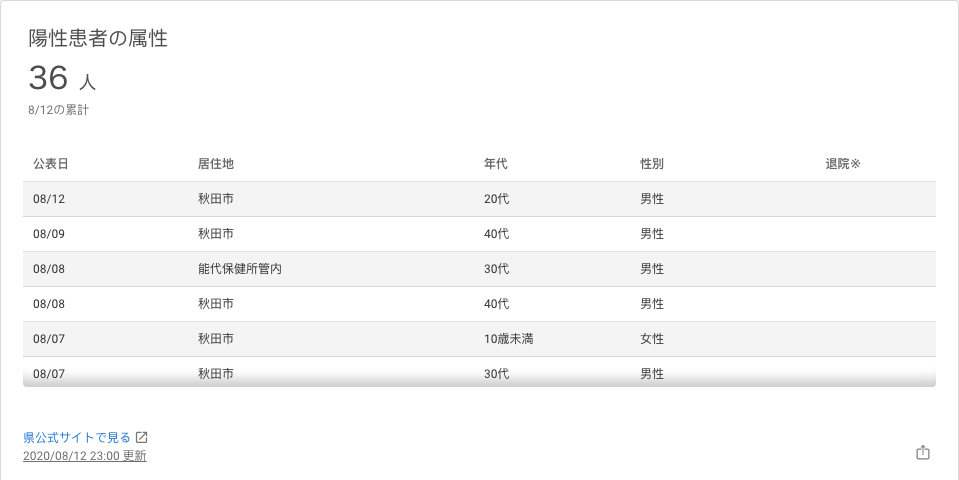 陽性患者の属性
36 人
8/12の累計
公表日 居住地 年代 性別 退院※
08/12 秋田市 20代 男性
08/09 秋田市 40代 男性
08/08 能代保健所管内 30代 男性
08/08 秋田市 40代 男性
08/07 秋田市 10歳未満 女性
08/07 秋田市 30代 男性
県公式サイトで見る
2020/08/12 23:00 更新